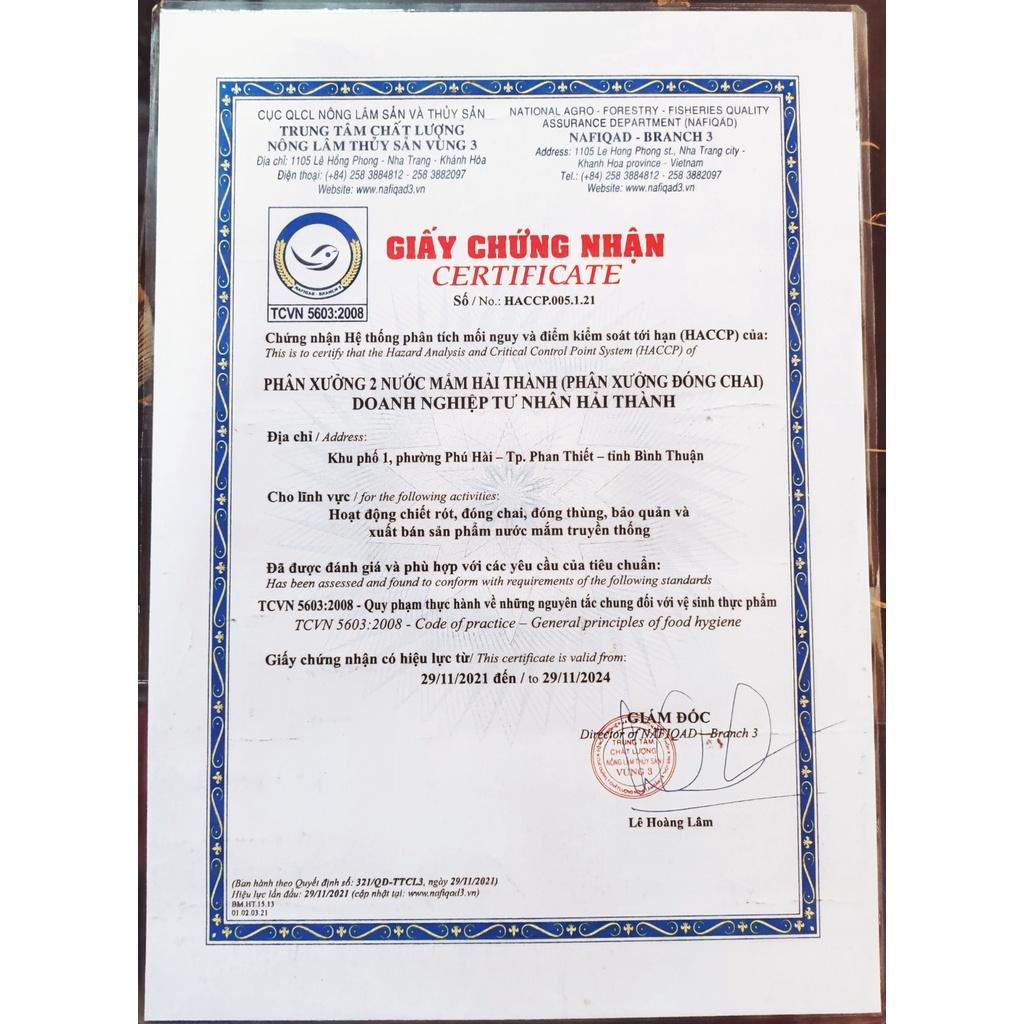 CỤC QLCL NÔNG LÂM SẢN VÀ THỦY SẢN
TRUNG TÂM CHẤT LƯỢNG
NÔNG LÂM THỦY SẢN VÙNG 3
Địa chỉ: 1105 Lê Hồng Phong - Nha Trang - Khánh Hòa
Điện thoại: (+84) 258 3884812 - 258 3882097
Website: www.nafiqad3.vn
NATIONAL AGRO - FORESTRY - FISHERIES QUALITY
ASSURANCE DEPARTMENT (NAFIQAD)
NAFIQAD - BRANCH 3
Address: 1105 Le Hong Phong st., Nha Trang city -
Khanh Hoa province - Vietnam
Tel.: (+84) 258 3884812 - 258 3882097
Website: www.nafiqad3.vn
NAFIQAD - BRANCH 3
TCVN 5603:2008
GIẤY CHỨNG NHẬN
CERTIFICATE
Số / No.: HACCP.005.1.21
Chứng nhận Hệ thống phân tích mối nguy và điểm kiểm soát tới hạn (HACCP) của:
This is to certify that the Hazard Analysis and Critical Control Point System (HACCP) of
PHÂN XƯỞNG 2 NƯỚC MẮM HẢI THÀNH (PHÂN XƯỞNG ĐÓNG CHAI)
DOANH NGHIỆP TƯ NHÂN HẢI THÀNH
Địa chỉ / Address:
Khu phố 1, phường Phú Hài – Tp. Phan Thiết – tỉnh Bình Thuận
Cho lĩnh vực / for the following activities:
Hoạt động chiết rót, đóng chai, đóng thùng, bảo quản và
xuất bán sản phẩm nước mắm truyền thống
Đã được đánh giá và phù hợp với các yêu cầu của tiêu chuẩn:
Has been assessed and found to conform with requirements of the following standards
TCVN 5603:2008 - Quy phạm thực hành về những nguyên tắc chung đối với vệ sinh thực phẩm
TCVN 5603:2008 - Code of practice – General principles of food hygiene
Giấy chứng nhận có hiệu lực từ/ This certificate is valid from:
29/11/2021 đến / to 29/11/2024
GIÁM ĐỐC
Director of NAFIQAD – Branch 3
TRUNG TÂM
CHẤT LƯỢNG
NÔNG LÂM THỦY SẢN
VÙNG 3
Lê Hoàng Lâm
(Ban hành theo Quyết định số: 321/QĐ-TTCL3, ngày 29/11/2021)
Hiệu lực lần đầu: 29/11/2021 (cập nhật tại: www.nafiqad3.vn)
BM.HT.15.13
01.02.03.21